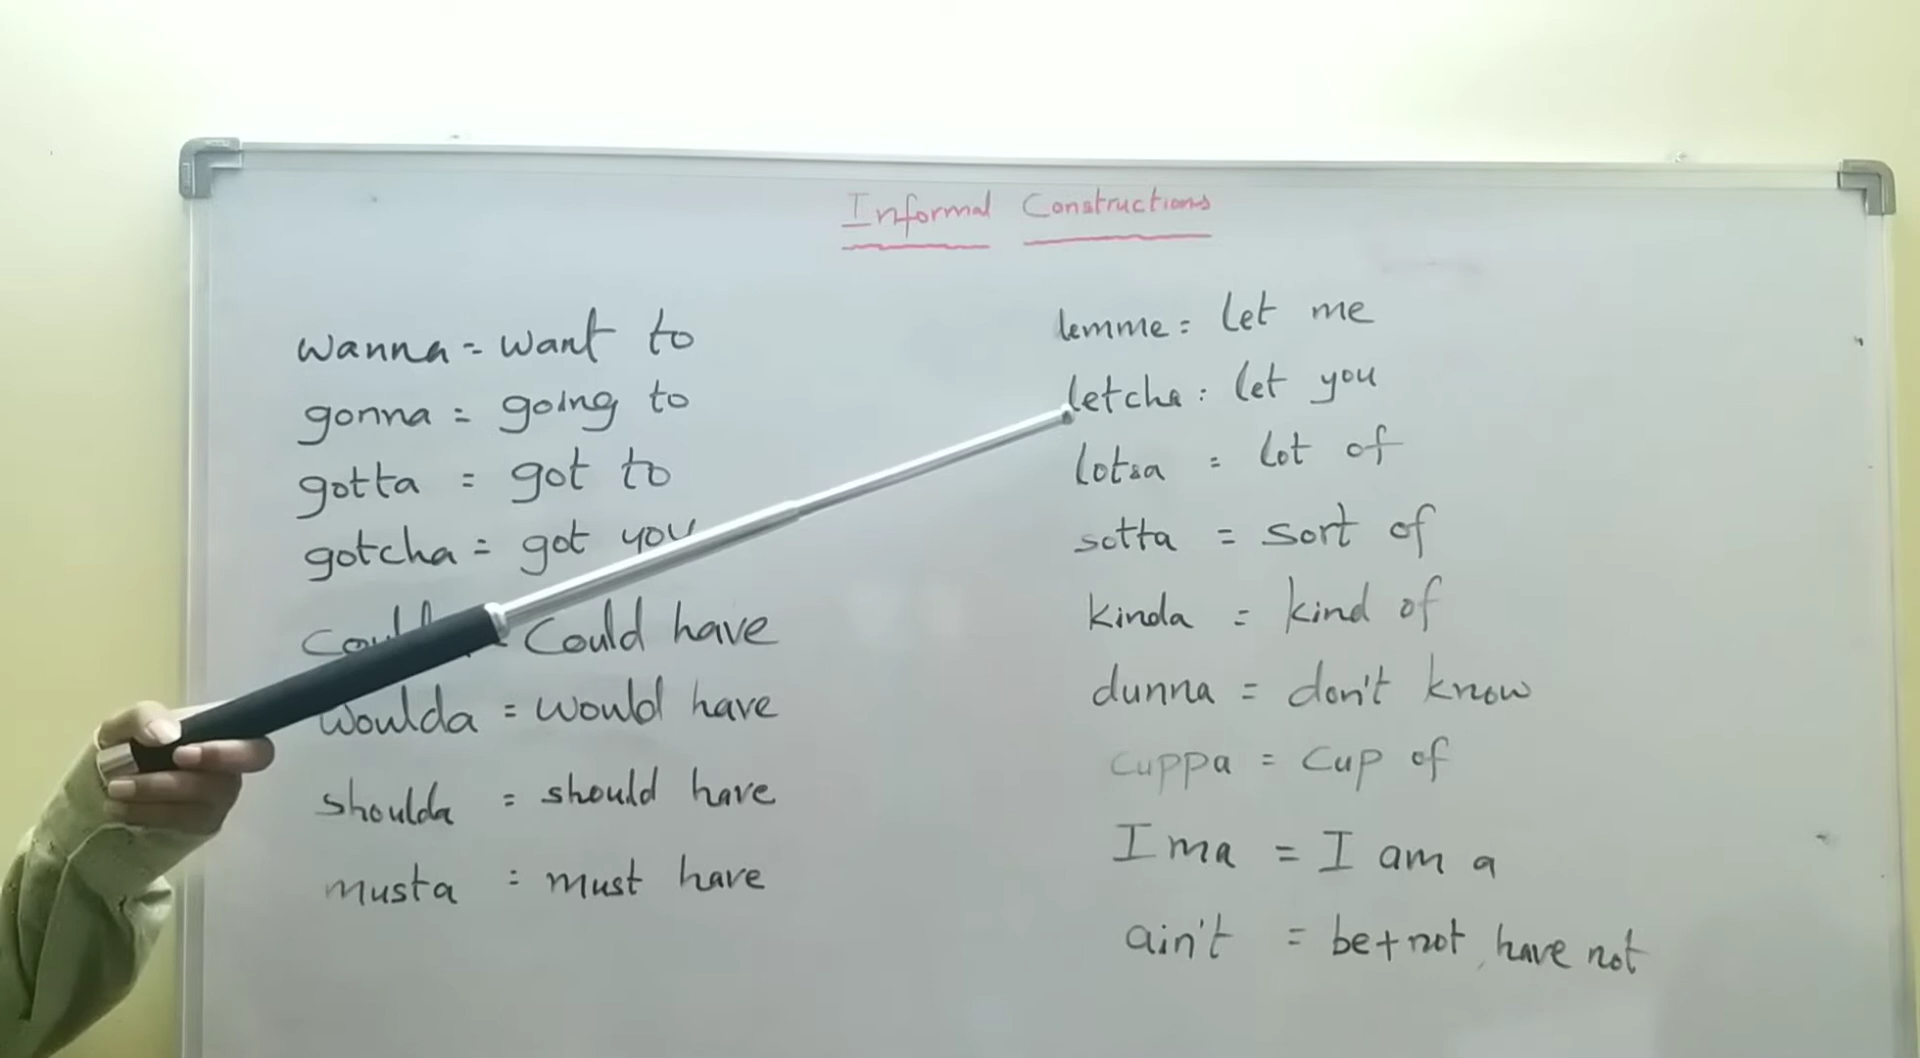 Informal Constructions
wanna = want to
gonna = going to
gotta = got to
gotcha = got you
= Could have
woulda = would have
shoulda = should have
musta = must have
lemme = let me
letcha = let you
lotsa = lot of
sotta = sort of
kinda = kind of
dunna = don't know
cuppa = cup of
Ima = I am a
ain't = be+not, have not